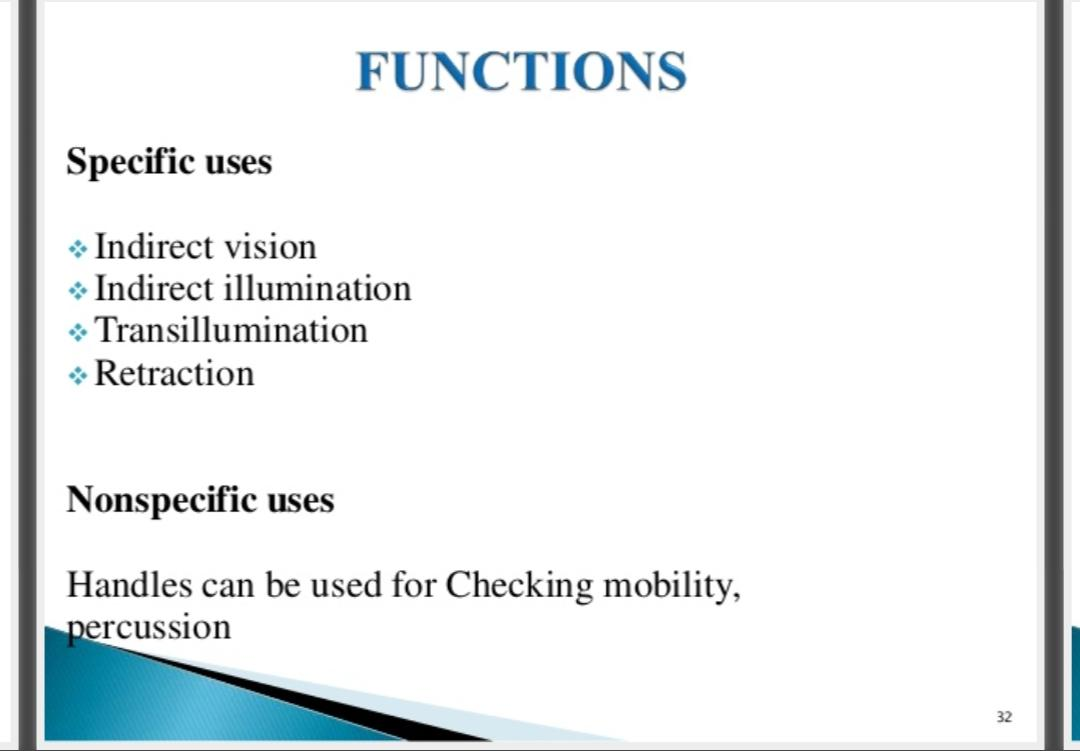 FUNCTIONS
Specific uses
Indirect vision
Indirect illumination
Transillumination
Retraction
Nonspecific uses
Handles can be used for Checking mobility,
percussion
32